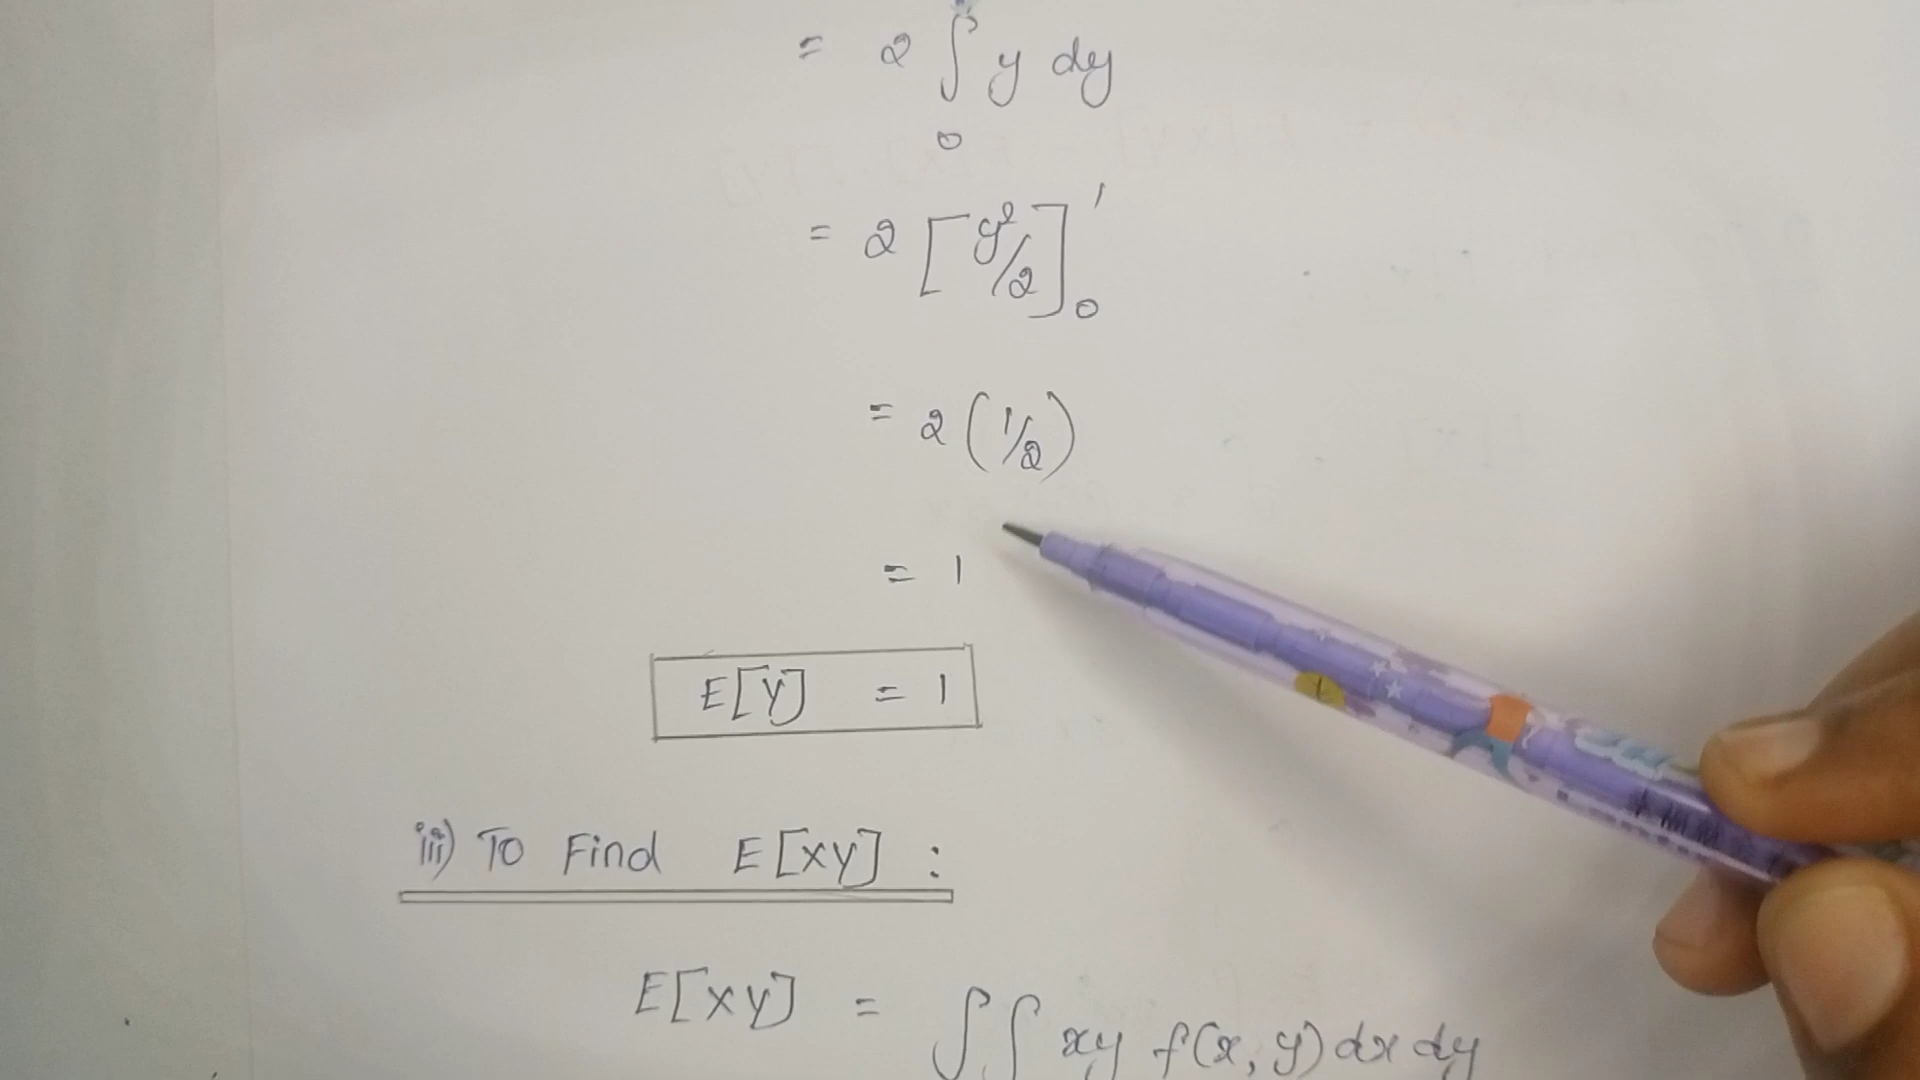 = 2 ∫ y dy
0
= 2 [y²/2]₀¹
= 2 (1/2)
= 1
E[Y] = 1
iii) To Find E[XY] :
E[XY] = ∫∫ xy f(x, y) dx dy